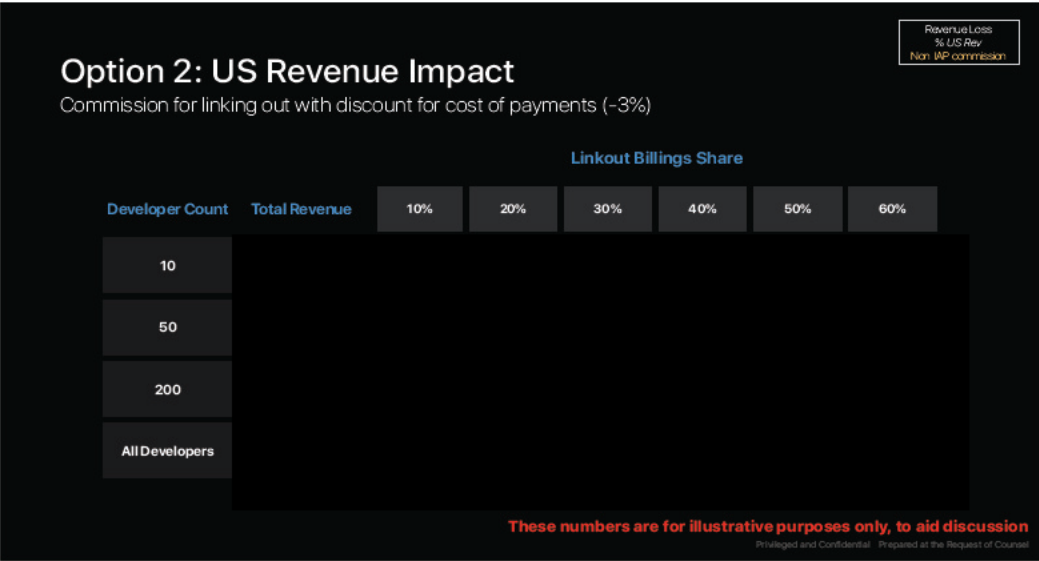 Revenue Loss
% US Rev
Non IAP commission
Option 2: US Revenue Impact
Commission for linking out with discount for cost of payments (-3%)
Linkout Billings Share
Developer Count Total Revenue 10% 20% 30% 40% 50% 60%
10
50
200
All Developers
These numbers are for illustrative purposes only, to aid discussion
Privileged and Confidential Prepared at the Request of Counsel